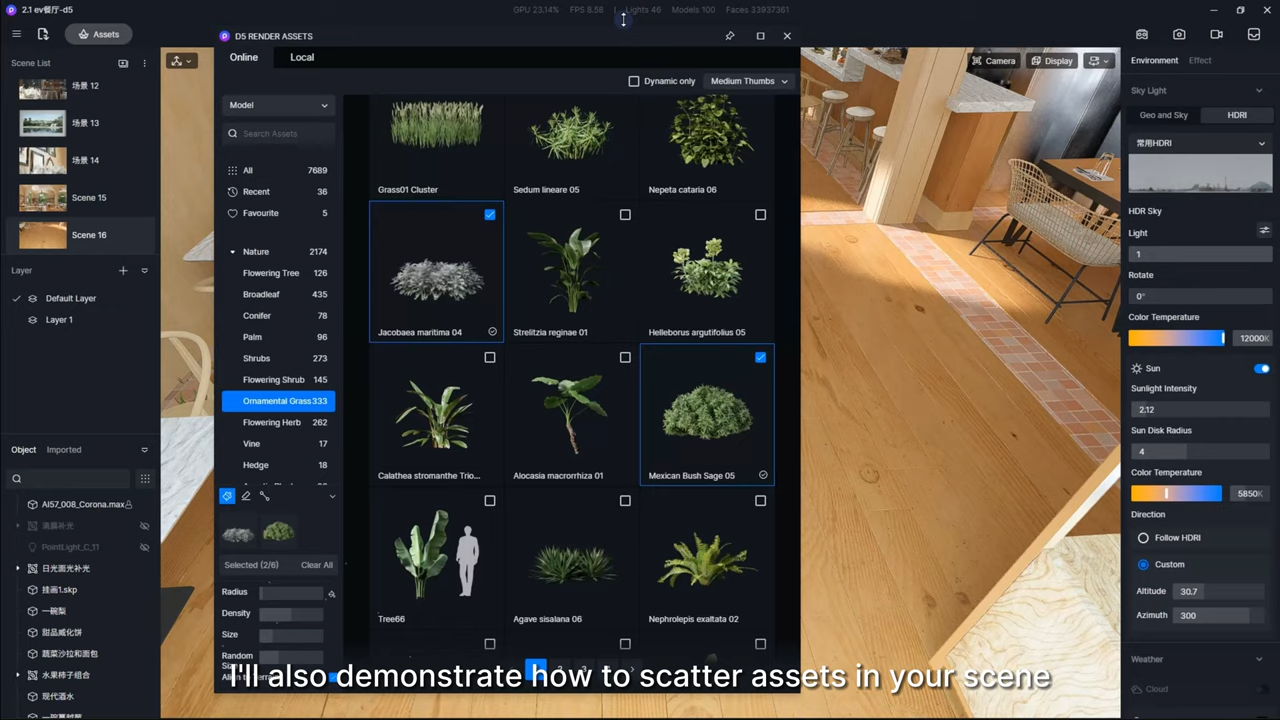 2.1 ev餐厅-d5
GPU 23.14% FPS 8.58 | Lights 46 Models 100 Faces 33937361
Assets
Scene List
场景 12
场景 13
场景 14
Scene 15
Scene 16
Layer
Default Layer
Layer 1
Object Imported
AI57_008_Corona.max
PointLight_C_11
日光面光补光
挂画1.skp
一碗梨
甜品威化饼
蔬菜沙拉和面包
水果柿子组合
现代酒水
D5 RENDER ASSETS
Online Local
Dynamic only Medium Thumbs
Model
Search Assets
All 7689
Recent 36
Favourite 5
Nature 2174
Flowering Tree 126
Broadleaf 435
Conifer 78
Palm 96
Shrubs 273
Flowering Shrub 145
Ornamental Grass 333
Flowering Herb 262
Vine 17
Hedge 18
Selected (2/6) Clear All
Radius
Density
Size
Random
Grass01 Cluster
Sedum lineare 05
Nepeta cataria 06
Jacobaea maritima 04
Strelitzia reginae 01
Helleborus argutifolius 05
Calathea stromanthe Trio...
Alocasia macrorrhiza 01
Mexican Bush Sage 05
Tree66
Agave sisalana 06
Nephrolepis exaltata 02
Camera Display
Environment Effect
Sky Light
Geo and Sky HDRI
常用HDRI
HDR Sky
Light
1
Rotate
0°
Color Temperature
12000K
Sun
Sunlight Intensity
2.12
Sun Disk Radius
4
Color Temperature
5850K
Direction
Follow HDRI
Custom
Altitude 30.7
Azimuth 300
Weather
Cloud
I'll also demonstrate how to scatter assets in your scene